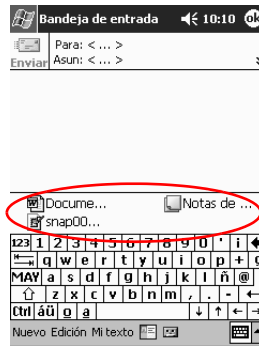 Bandeja de entrada 10:10 ok
Enviar
Para: < ... >
Asun: < ... >
Docume... Notas de ...
snap00...
123 1 2 3 4 5 6 7 8 9 0 ' ¡
q w e r t y u i o p +
MAY a s d f g h j k l ñ @
z x c v b n m , . -
Ctrl áü º ª
Nuevo Edición Mi texto